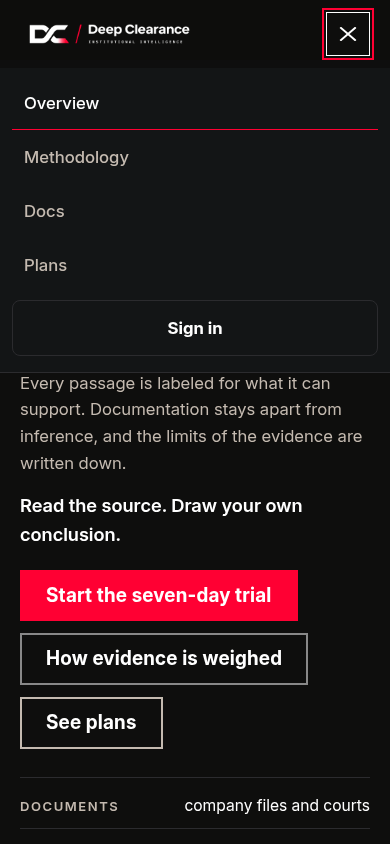 DC / Deep Clearance
INSTITUTIONAL INTELLIGENCE
Overview
Methodology
Docs
Plans
Sign in
Every passage is labeled for what it can
support. Documentation stays apart from
inference, and the limits of the evidence are
written down.
Read the source. Draw your own
conclusion.
Start the seven-day trial
How evidence is weighed
See plans
DOCUMENTS company files and courts